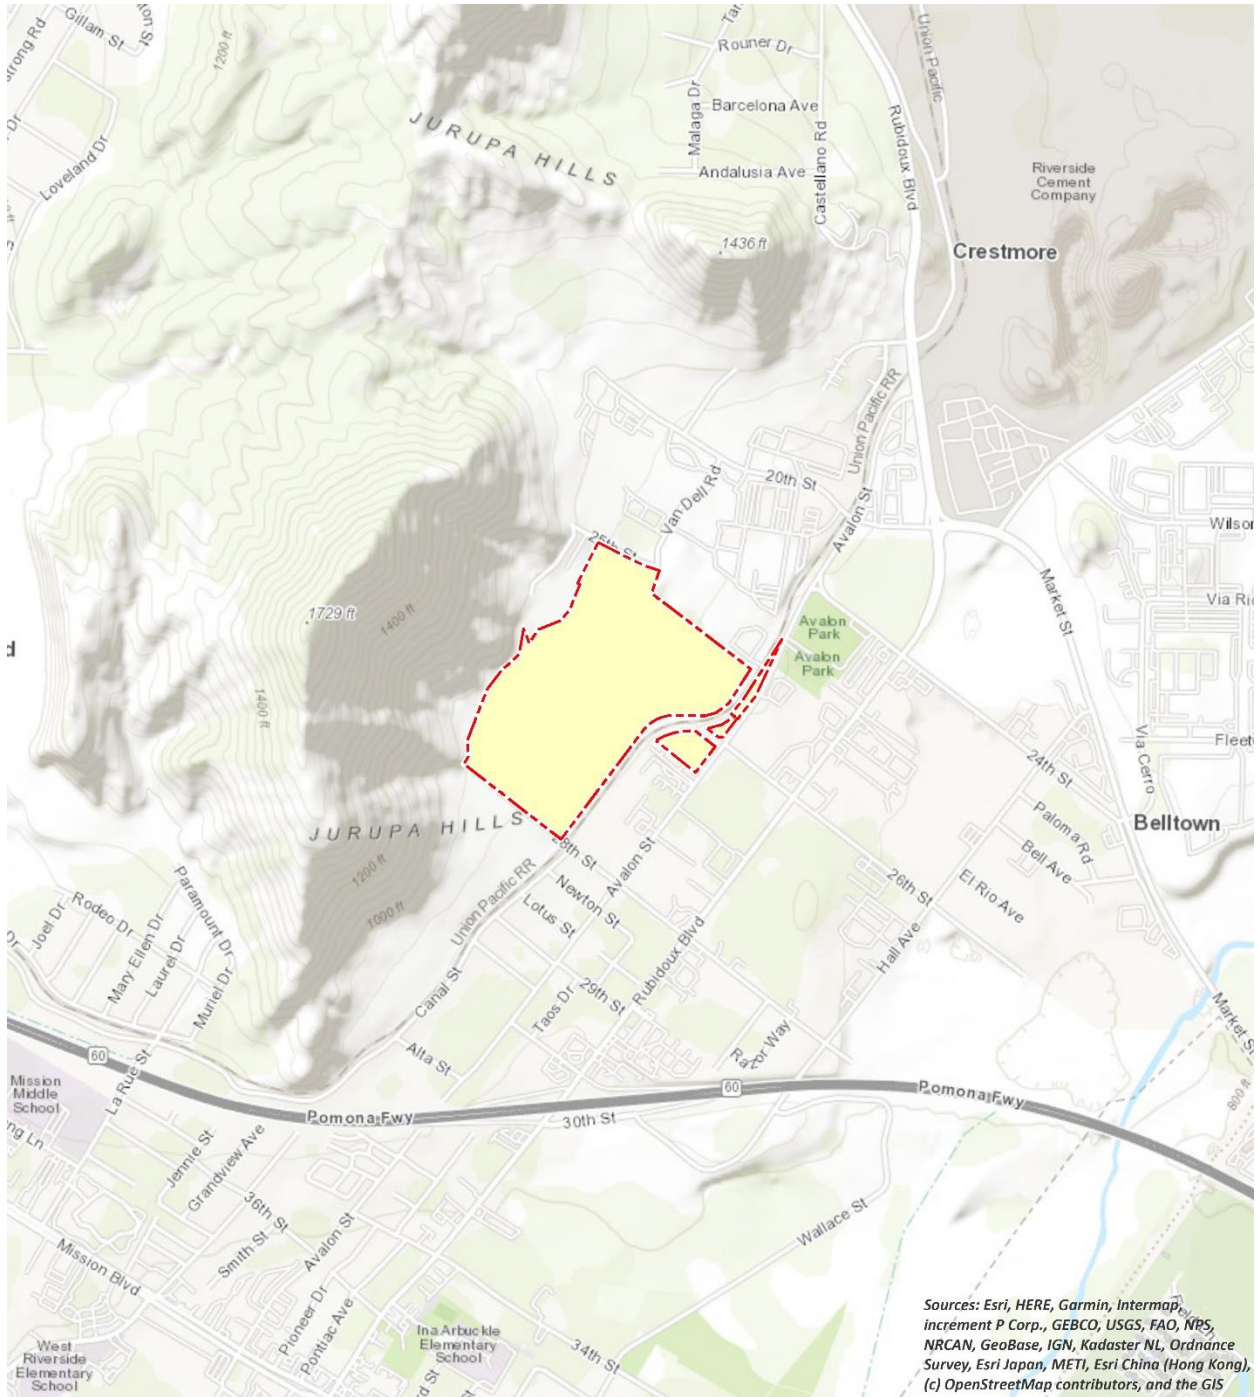 Gillam St
Loveland Dr
1200 ft
JURUPA HILLS
Rouner Dr
Barcelona Ave
Malaga Dr
Andalusia Ave
Castellano Rd
Rubidoux Blvd
Union Pacific
Riverside
Cement
Company
1436 ft
Crestmore
Union Pacific RR
20th St
Van Dell Rd
Avalon St
25th St
Market St
1729 ft
1400 ft
1400 ft
Avalon
Park
Avalon
Park
Via Cerro
24th St
Paloma Rd
Belltown
Bell Ave
JURUPA HILLS
28th St
Avalon St
26th St
El Rio Ave
Hall Ave
Newton St
Lotus St
Union Pacific RR
1200 ft
1000 ft
Paramount Dr
Rodeo Dr
Joel Dr
Mary Ellen Dr
Laurel Dr
Muriel Dr
Canal St
29th St
Taos Dr
Rubidoux Blvd
Razor Way
Market St
Alta St
60
60
Pomona Fwy
Pomona Fwy
30th St
800 ft
Mission
Middle
School
La Rue St
Jennie St
Grandview Ave
36th St
Smith St
Avalon St
Mission Blvd
Pioneer Dr
Pontiac Ave
Wallace St
34th St
Ina Arbuckle
Elementary
School
West
Riverside
Elementary
School
Sources: Esri, HERE, Garmin, Intermap,
increment P Corp., GEBCO, USGS, FAO, NPS,
NRCAN, GeoBase, IGN, Kadaster NL, Ordnance
Survey, Esri Japan, METI, Esri China (Hong Kong),
(c) OpenStreetMap contributors, and the GIS